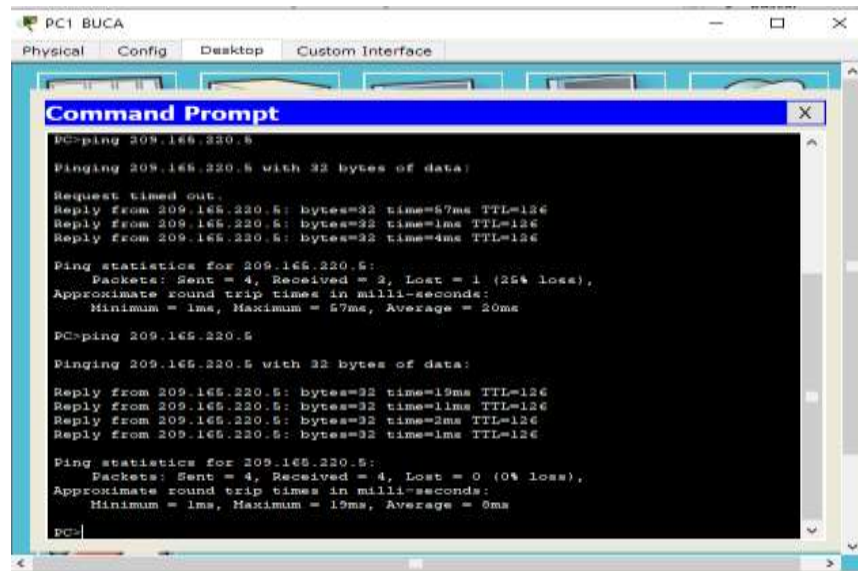 PC1 BUCA
Physical Config Desktop Custom Interface
Command Prompt
X
PC>ping 209.165.220.5
Pinging 209.165.220.5 with 32 bytes of data:
Request timed out.
Reply from 209.165.220.5: bytes=32 time=57ms TTL=126
Reply from 209.165.220.5: bytes=32 time=1ms TTL=126
Reply from 209.165.220.5: bytes=32 time=4ms TTL=126
Ping statistics for 209.165.220.5:
Packets: Sent = 4, Received = 3, Lost = 1 (25% loss),
Approximate round trip times in milli-seconds:
Minimum = 1ms, Maximum = 57ms, Average = 20ms
PC>ping 209.165.220.5
Pinging 209.165.220.5 with 32 bytes of data:
Reply from 209.165.220.5: bytes=32 time=19ms TTL=126
Reply from 209.165.220.5: bytes=32 time=11ms TTL=126
Reply from 209.165.220.5: bytes=32 time=2ms TTL=126
Reply from 209.165.220.5: bytes=32 time=1ms TTL=126
Ping statistics for 209.165.220.5:
Packets: Sent = 4, Received = 4, Lost = 0 (0% loss),
Approximate round trip times in milli-seconds:
Minimum = 1ms, Maximum = 19ms, Average = 8ms
PC>